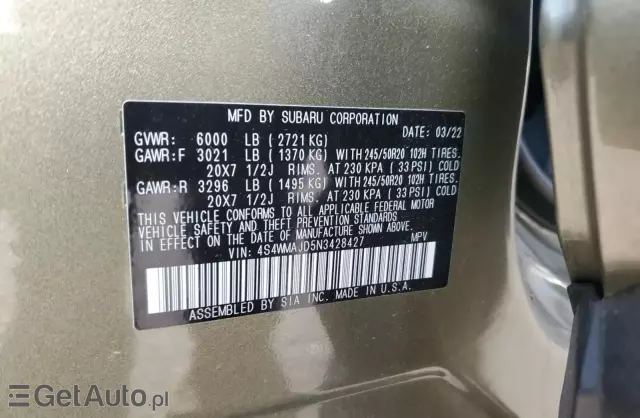 MFD BY SUBARU CORPORATION
DATE: 03/22
GVWR: 6000 LB ( 2721 KG)
GAWR:F 3021 LB ( 1370 KG) WITH 245/50R20 102H TIRES.
20X7 1/2J RIMS. AT 230 KPA ( 33 PSI) COLD
GAWR:R 3296 LB ( 1495 KG) WITH 245/50R20 102H TIRES.
20X7 1/2J RIMS. AT 230 KPA ( 33 PSI) COLD
THIS VEHICLE CONFORMS TO ALL APPLICABLE FEDERAL MOTOR
VEHICLE SAFETY AND THEFT PREVENTION STANDARDS
IN EFFECT ON THE DATE OF MANUFACTURE SHOWN ABOVE.
VIN: 4S4WMAJD5N3428427 MPV
ASSEMBLED BY SIA INC. MADE IN U.S.A.
GetAuto.pl